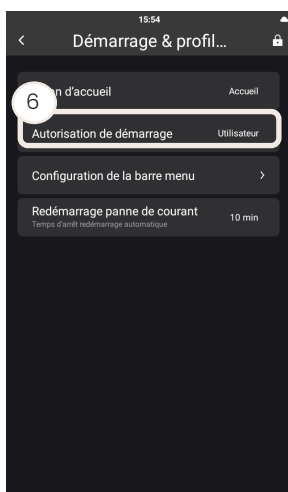 15:54
Démarrage & profil...
6
n d'accueil Accueil
Autorisation de démarrage Utilisateur
Configuration de la barre menu
Redémarrage panne de courant 10 min
Temps d'arrêt redémarrage automatique